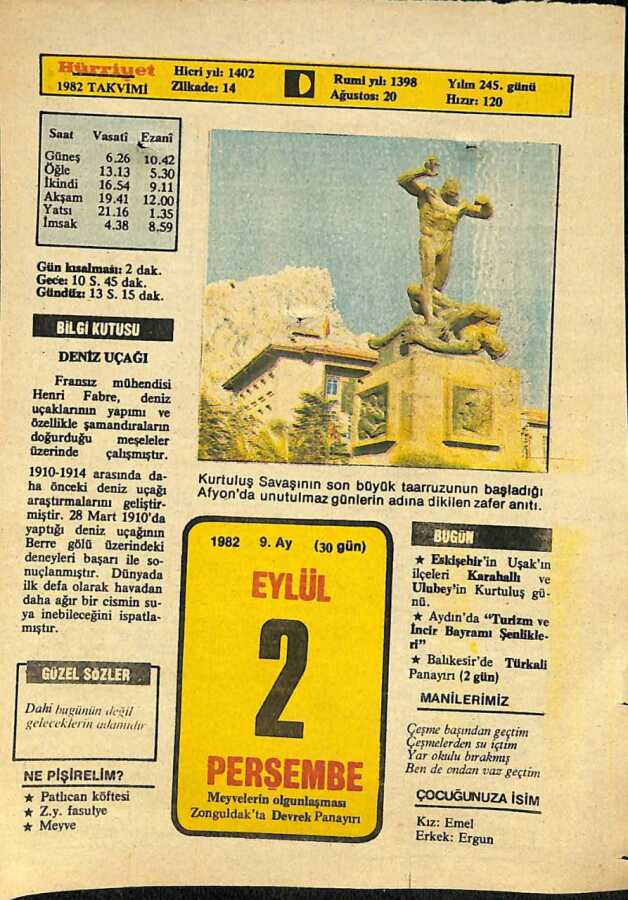 Hürriyet
1982 TAKVİMİ
Hicri yıl: 1402
Zilkade: 14
Rumi yıl: 1398
Ağustos: 20
Yılın 245. günü
Hızır: 120
Saat Vasatî Ezanî
Güneş 6.26 10.42
Öğle 13.13 5.30
İkindi 16.54 9.11
Akşam 19.41 12.00
Yatsı 21.16 1.35
İmsak 4.38 8.59
Gün kısalması: 2 dak.
Gece: 10 S. 45 dak.
Gündüz: 13 S. 15 dak.
BİLGİ KUTUSU
DENİZ UÇAĞI
Fransız mühendisi
Henri Fabre, deniz
uçaklarının yapımı ve
özellikle şamandıraların
doğurduğu meseleler
üzerinde çalışmıştır.
1910-1914 arasında da-
ha önceki deniz uçağı
araştırmalarını geliştir-
miştir. 28 Mart 1910'da
yaptığı deniz uçağının
Berre gölü üzerindeki
deneyleri başarı ile so-
nuçlanmıştır. Dünyada
ilk defa olarak havadan
daha ağır bir cismin su-
ya inebileceğini ispatla-
mıştır.
GÜZEL SÖZLER
Dahi bugünün değil
geleceklerin adamıdır
NE PİŞİRELİM?
★ Patlıcan köftesi
★ Z.y. fasulye
★ Meyve
Kurtuluş Savaşının son büyük taarruzunun başladığı
Afyon'da unutulmaz günlerin adına dikilen zafer anıtı.
1982 9. Ay (30 gün)
EYLÜL
2
PERŞEMBE
Meyvelerin olgunlaşması
Zonguldak'ta Devrek Panayırı
BUGÜN
★ Eskişehir'in Uşak'ın
ilçeleri Karahallı ve
Ulubey'in Kurtuluş gü-
nü.
★ Aydın'da "Turizm ve
İncir Bayramı Şenlikle-
ri"
★ Balıkesir'de Türkali
Panayırı (2 gün)
MANİLERİMİZ
Çeşme başından geçtim
Çeşmelerden su içtim
Yar okulu bırakmış
Ben de ondan vaz geçtim
ÇOCUĞUNUZA İSİM
Kız: Emel
Erkek: Ergun